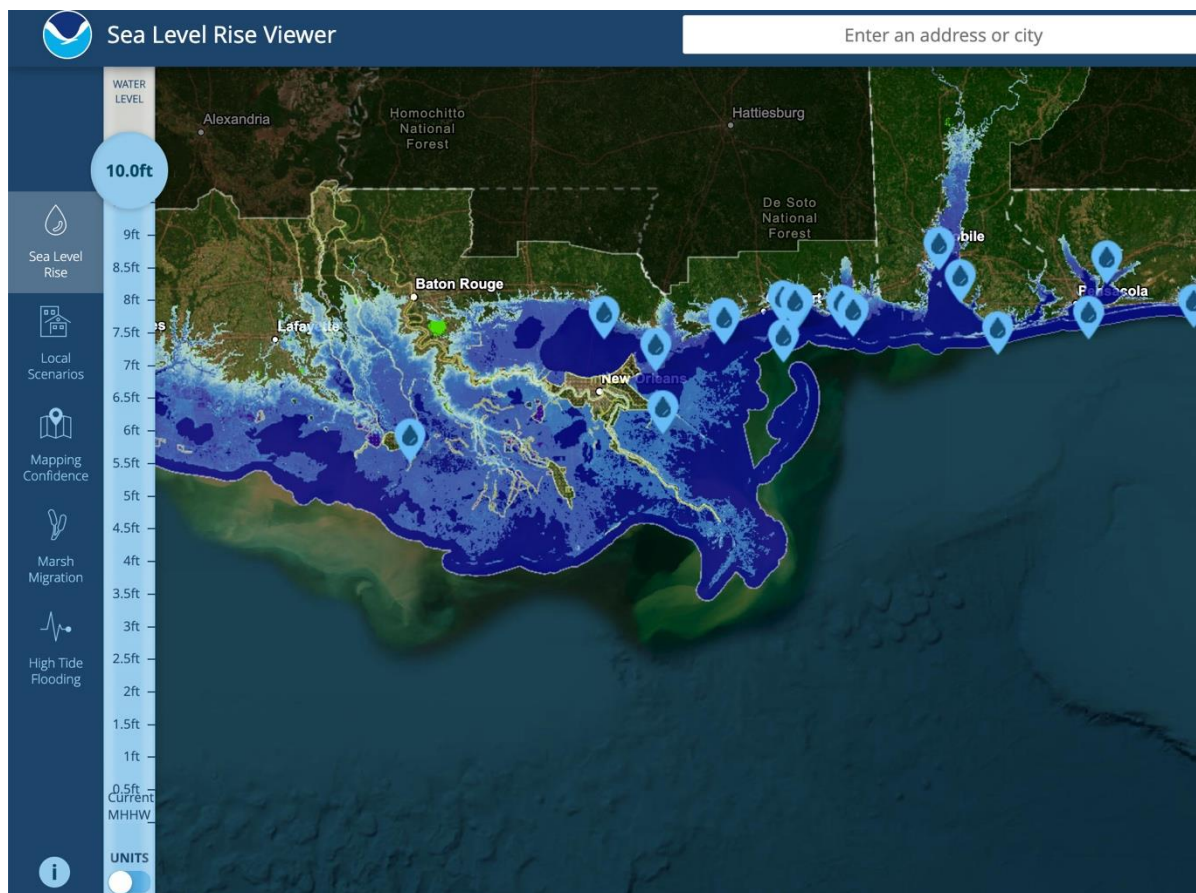 Sea Level Rise Viewer
Enter an address or city
WATER
LEVEL
10.0ft
9ft
8.5ft
8ft
7.5ft
7ft
6.5ft
6ft
5.5ft
5ft
4.5ft
4ft
3.5ft
3ft
2.5ft
2ft
1.5ft
1ft
0.5ft
Current
MHHW
UNITS
Sea Level
Rise
Local
Scenarios
Mapping
Confidence
Marsh
Migration
High Tide
Flooding
i
Alexandria
Homochitto
National
Forest
Hattiesburg
De Soto
National
Forest
Baton Rouge
Lafayette
New Orleans